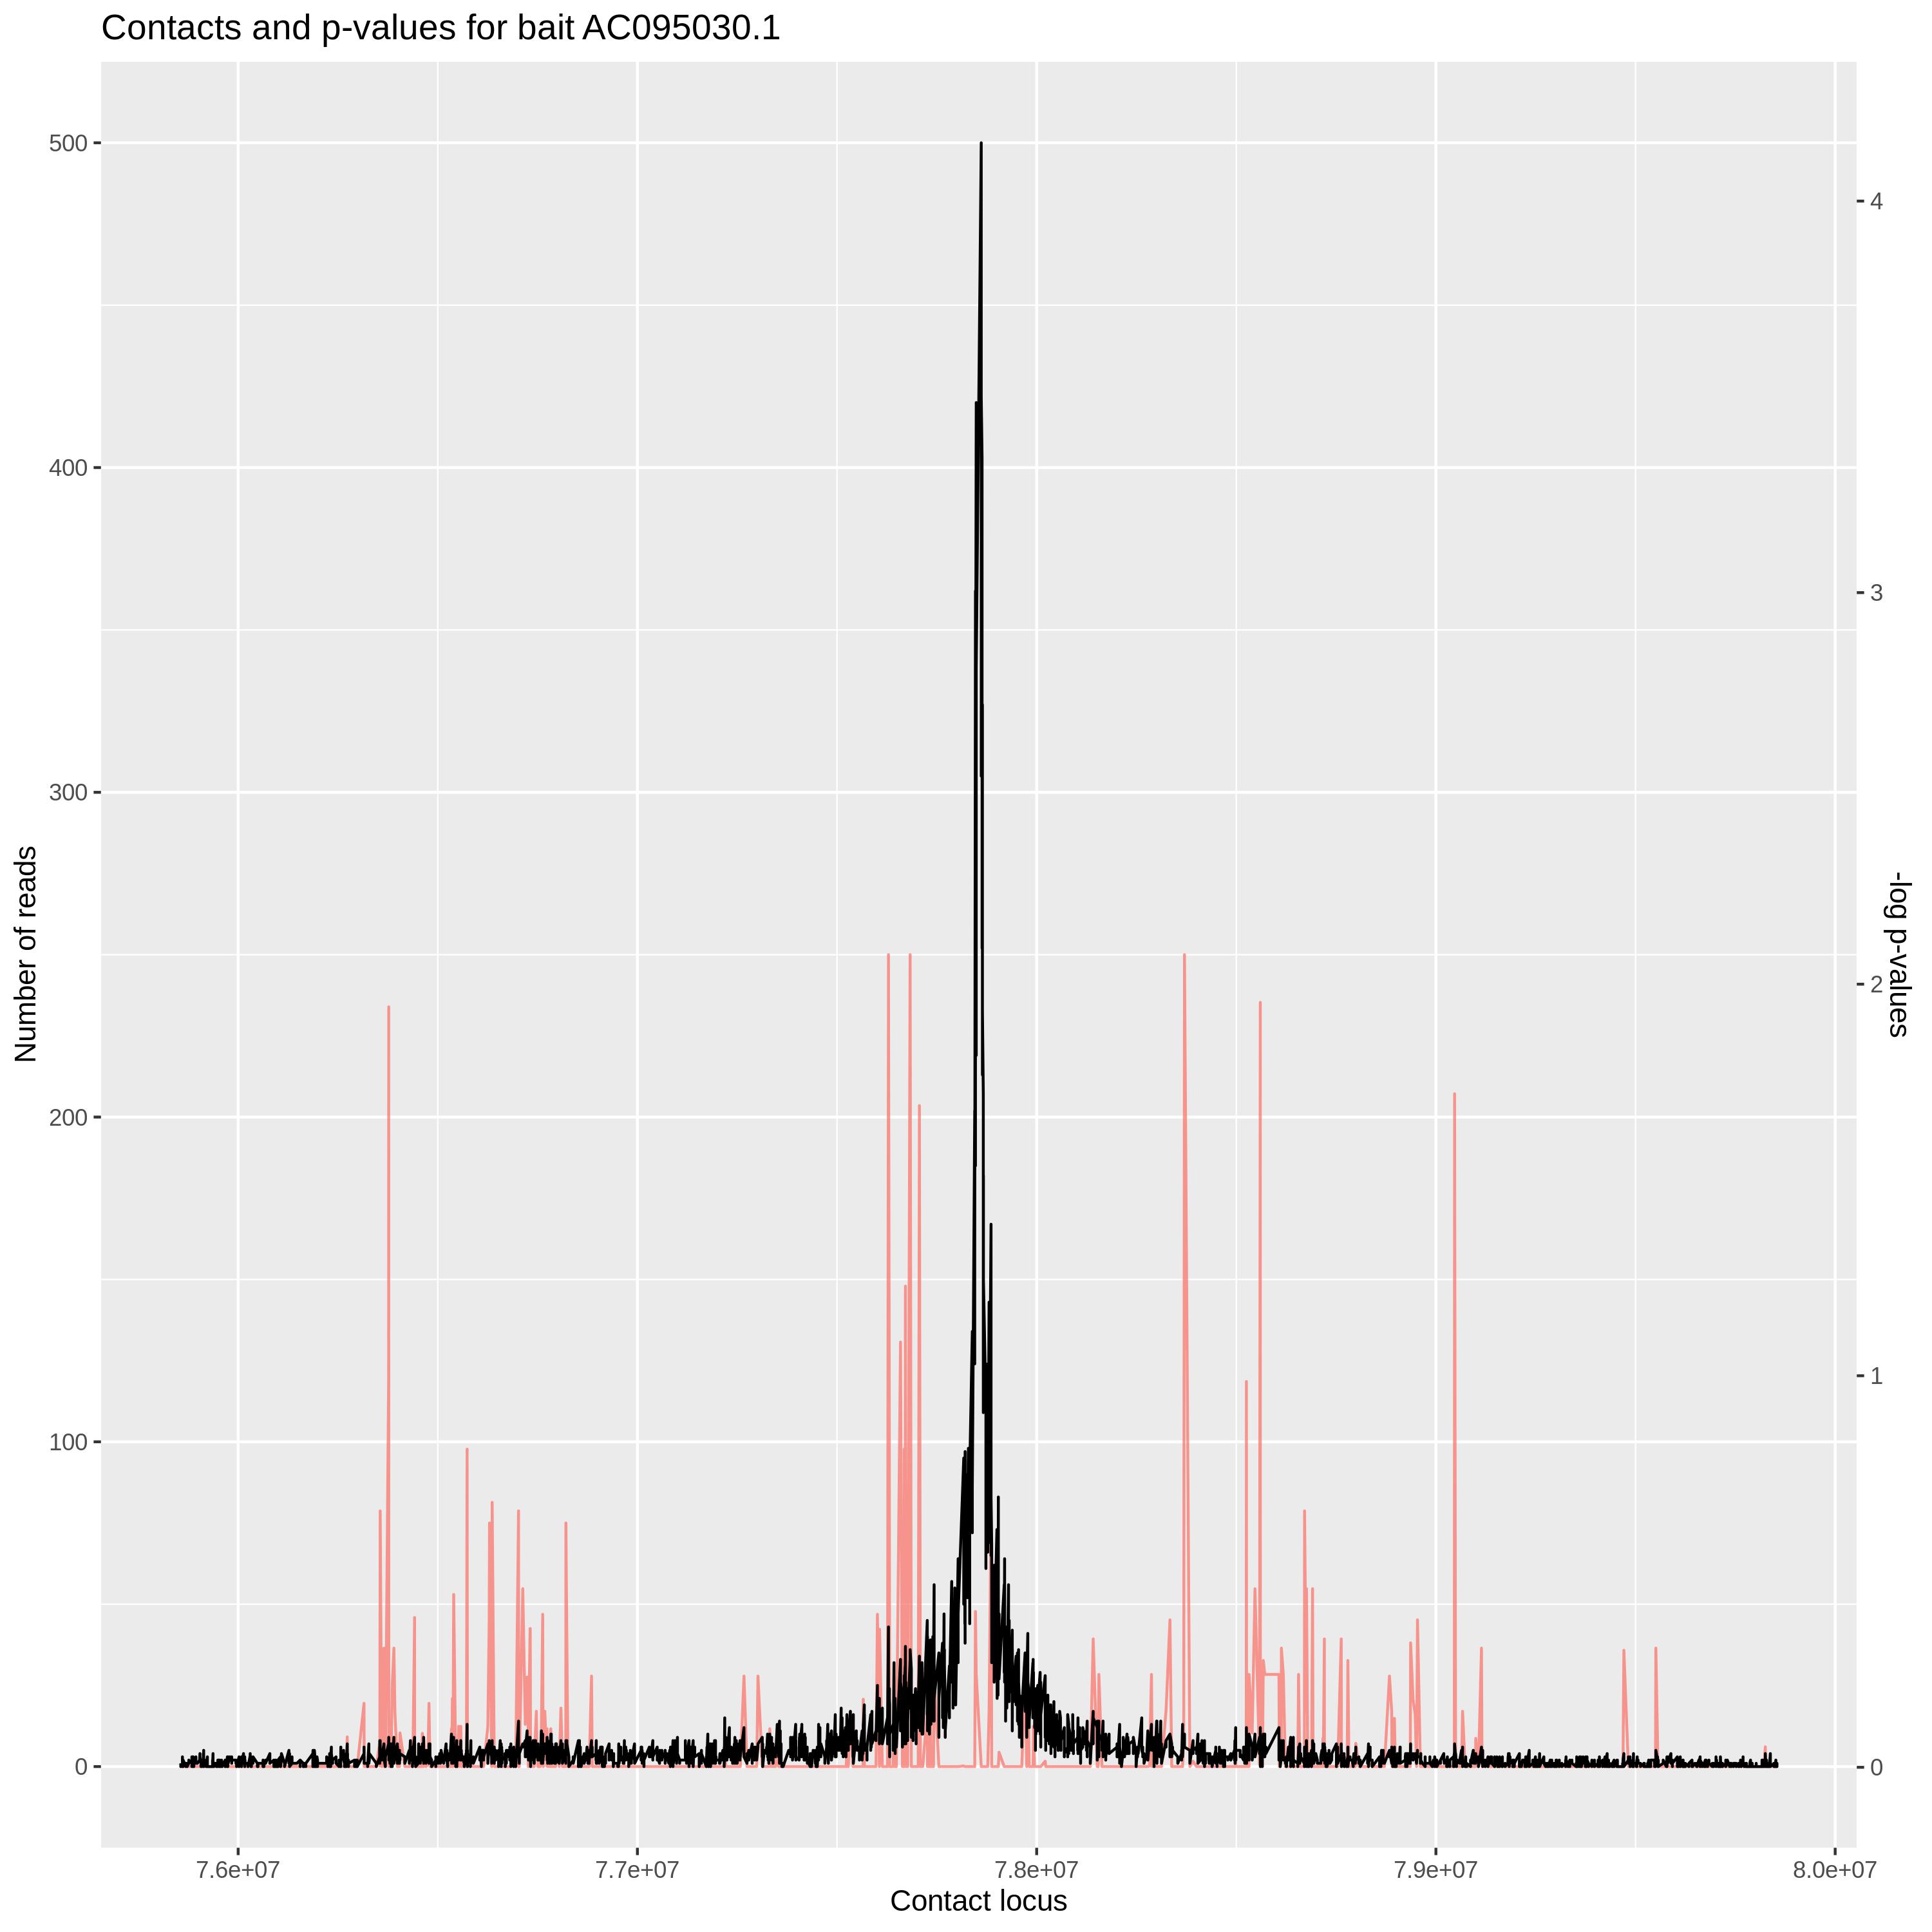 Contacts and p-values for bait AC095030.1
500
400
300
200
100
0
Number of reads
4
3
2
1
0
-log p-values
7.6e+07
7.7e+07
7.8e+07
7.9e+07
8.0e+07
Contact locus